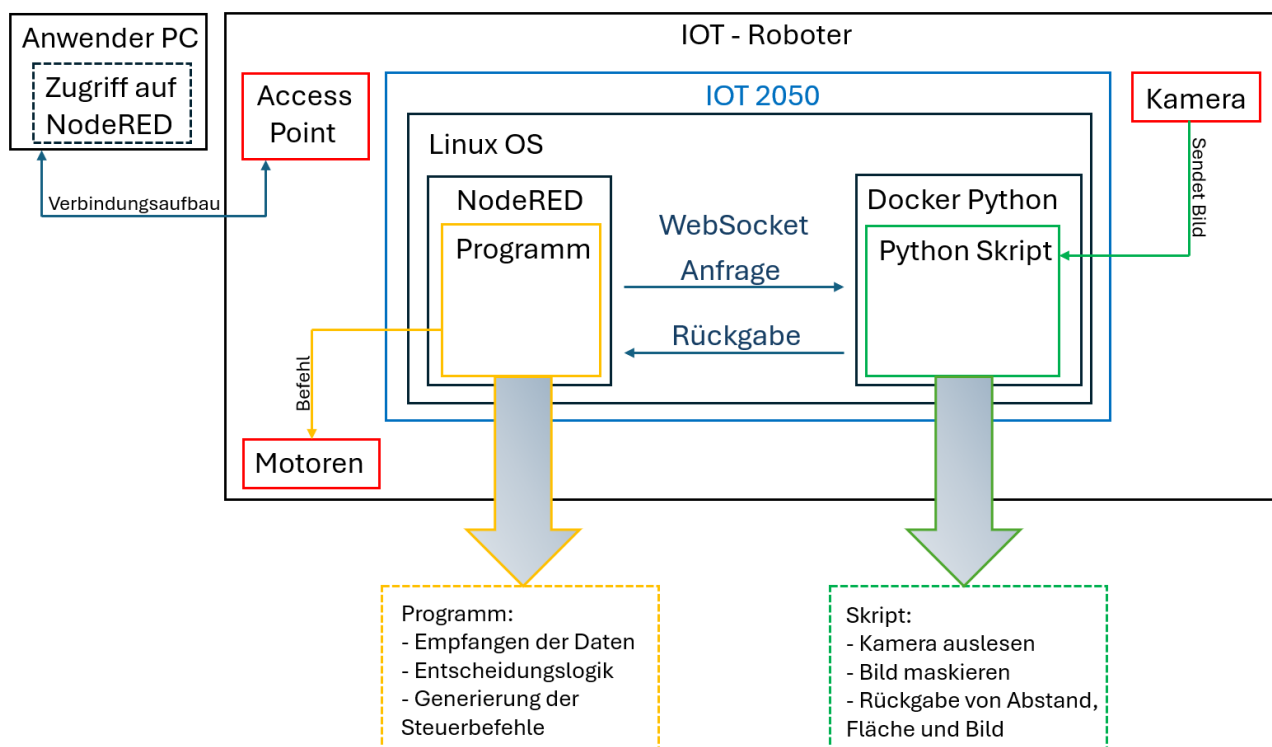 Anwender PC
Zugriff auf
NodeRED
Verbindungsaufbau
IOT - Roboter
Access
Point
IOT 2050
Kamera
Sendet Bild
Linux OS
NodeRED
Programm
WebSocket
Anfrage
Rückgabe
Docker Python
Python Skript
Befehl
Motoren
Programm:
- Empfangen der Daten
- Entscheidungslogik
- Generierung der
Steuerbefehle
Skript:
- Kamera auslesen
- Bild maskieren
- Rückgabe von Abstand,
Fläche und Bild